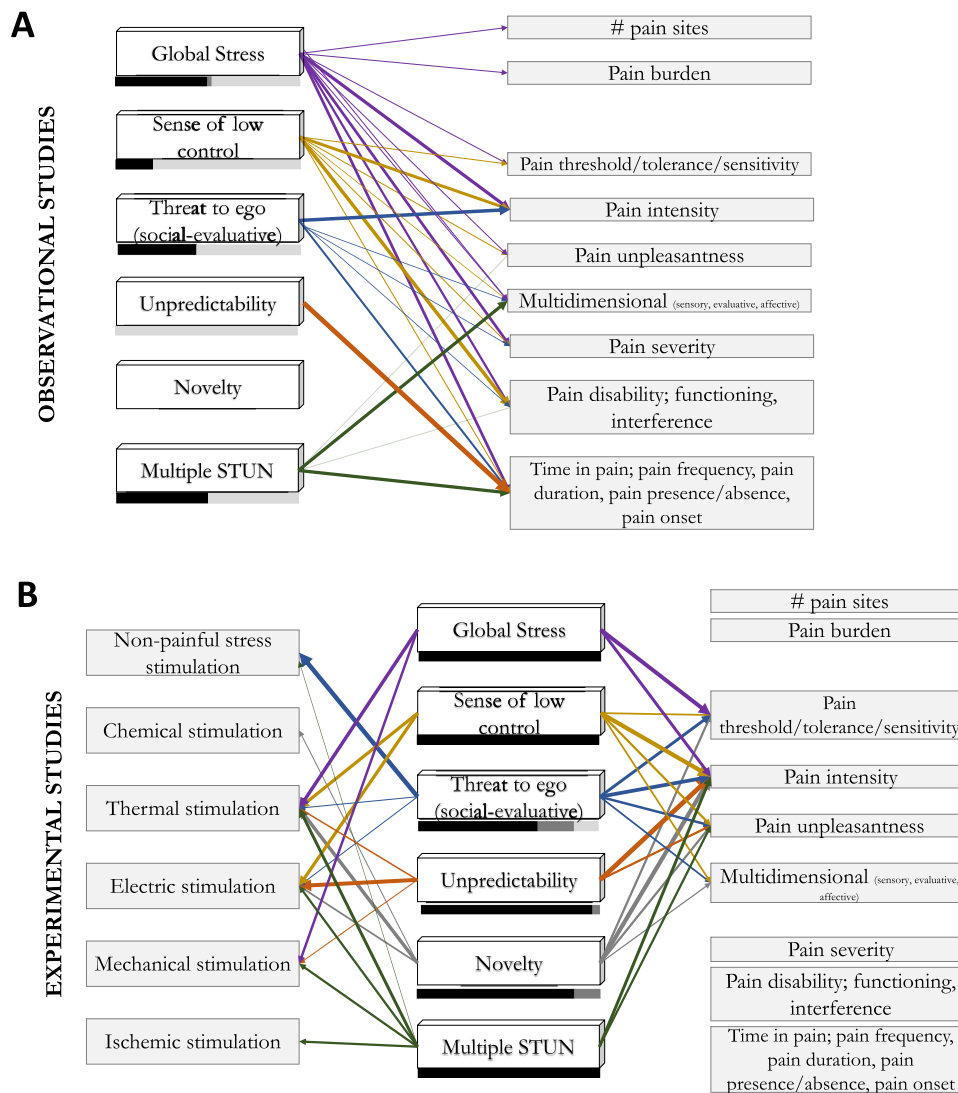 A
OBSERVATIONAL STUDIES
Global Stress
Sense of low
control
Threat to ego
(social-evaluative)
Unpredictability
Novelty
Multiple STUN
# pain sites
Pain burden
Pain threshold/tolerance/sensitivity
Pain intensity
Pain unpleasantness
Multidimensional (sensory, evaluative, affective)
Pain severity
Pain disability; functioning,
interference
Time in pain; pain frequency, pain
duration, pain presence/absence,
pain onset
B
EXPERIMENTAL STUDIES
Non-painful stress
stimulation
Chemical stimulation
Thermal stimulation
Electric stimulation
Mechanical stimulation
Ischemic stimulation
Global Stress
Sense of low
control
Threat to ego
(social-evaluative)
Unpredictability
Novelty
Multiple STUN
# pain sites
Pain burden
Pain
threshold/tolerance/sensitivity
Pain intensity
Pain unpleasantness
Multidimensional (sensory, evaluative,
affective)
Pain severity
Pain disability; functioning,
interference
Time in pain; pain frequency,
pain duration, pain
presence/absence, pain onset